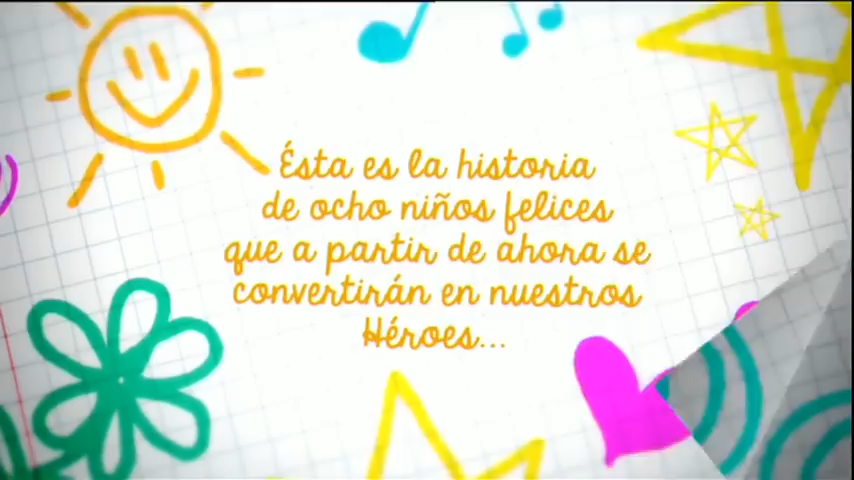 Ésta es la historia
de ocho niños felices
que a partir de ahora se
convertirán en nuestros
Héroes...